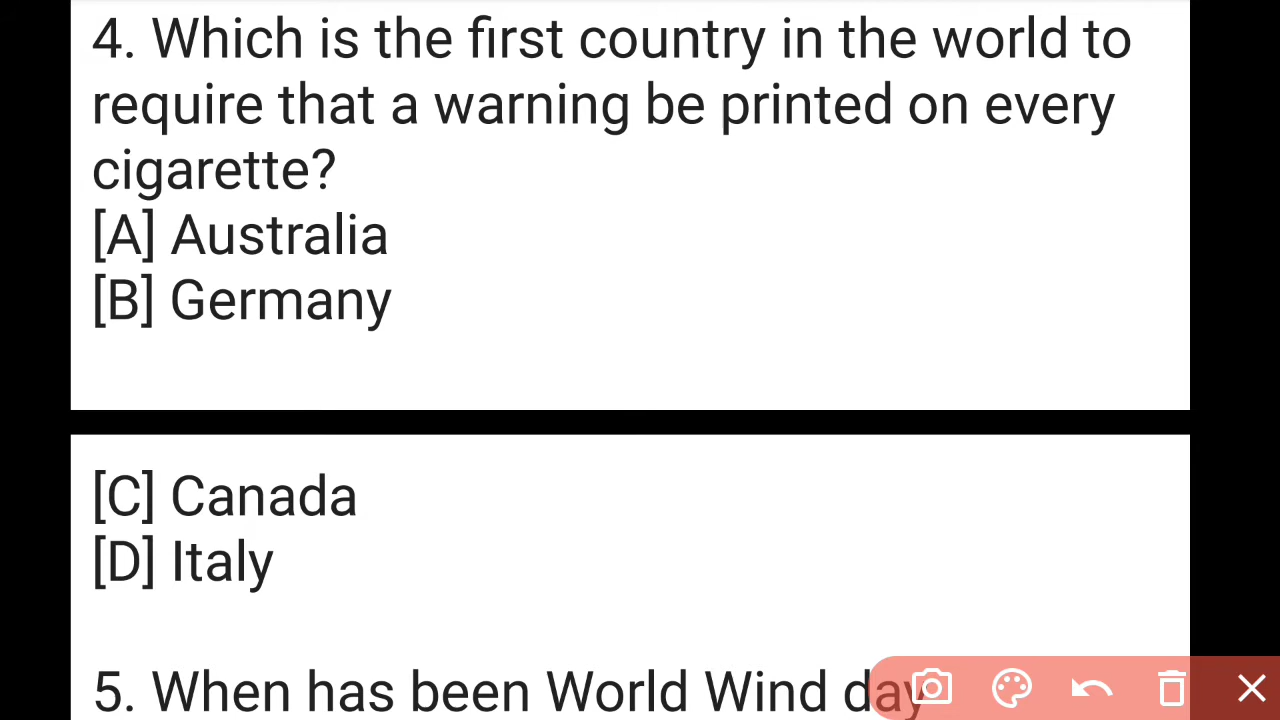 4. Which is the first country in the world to
require that a warning be printed on every
cigarette?
[A] Australia
[B] Germany
[C] Canada
[D] Italy
5. When has been World Wind day